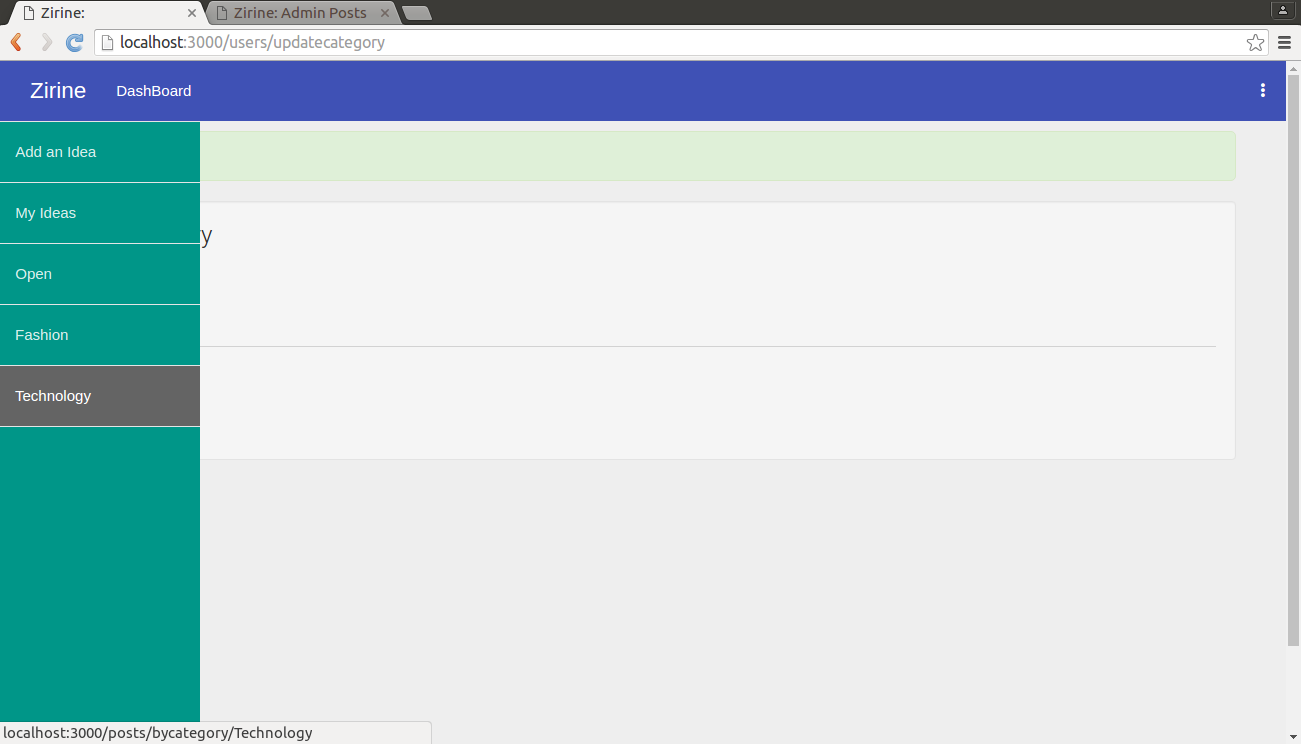 Zirine:
Zirine: Admin Posts
localhost:3000/users/updatecategory
Zirine DashBoard
Add an Idea
My Ideas
y
Open
Fashion
Technology
localhost:3000/posts/bycategory/Technology